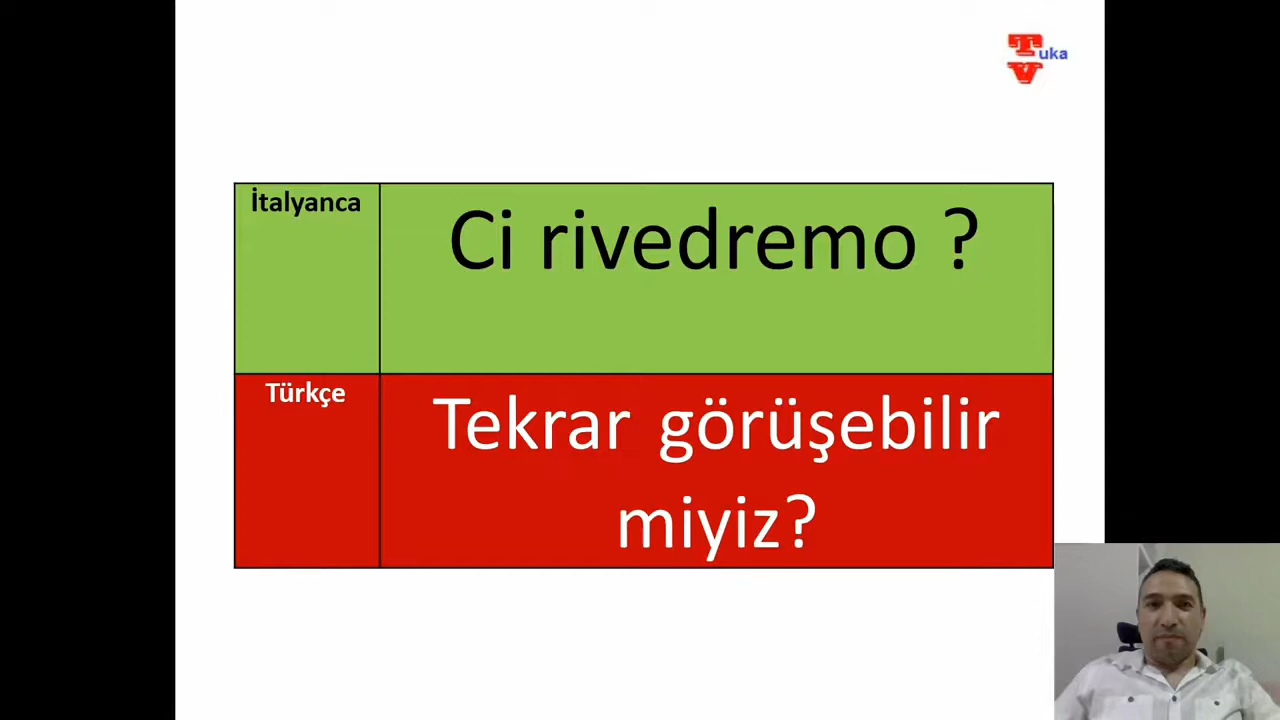 T uka
V
İtalyanca
Ci rivedremo ?
Türkçe
Tekrar görüşebilir
miyiz?